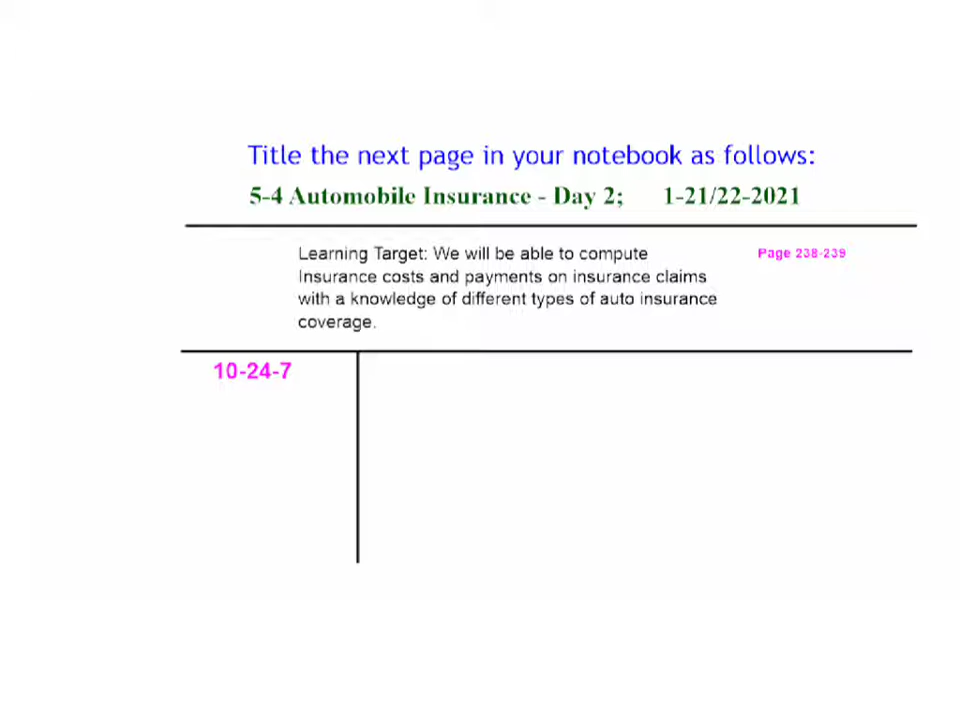 Title the next page in your notebook as follows:
5-4 Automobile Insurance - Day 2; 1-21/22-2021
Learning Target: We will be able to compute
Insurance costs and payments on insurance claims
with a knowledge of different types of auto insurance
coverage.
Page 238-239
10-24-7